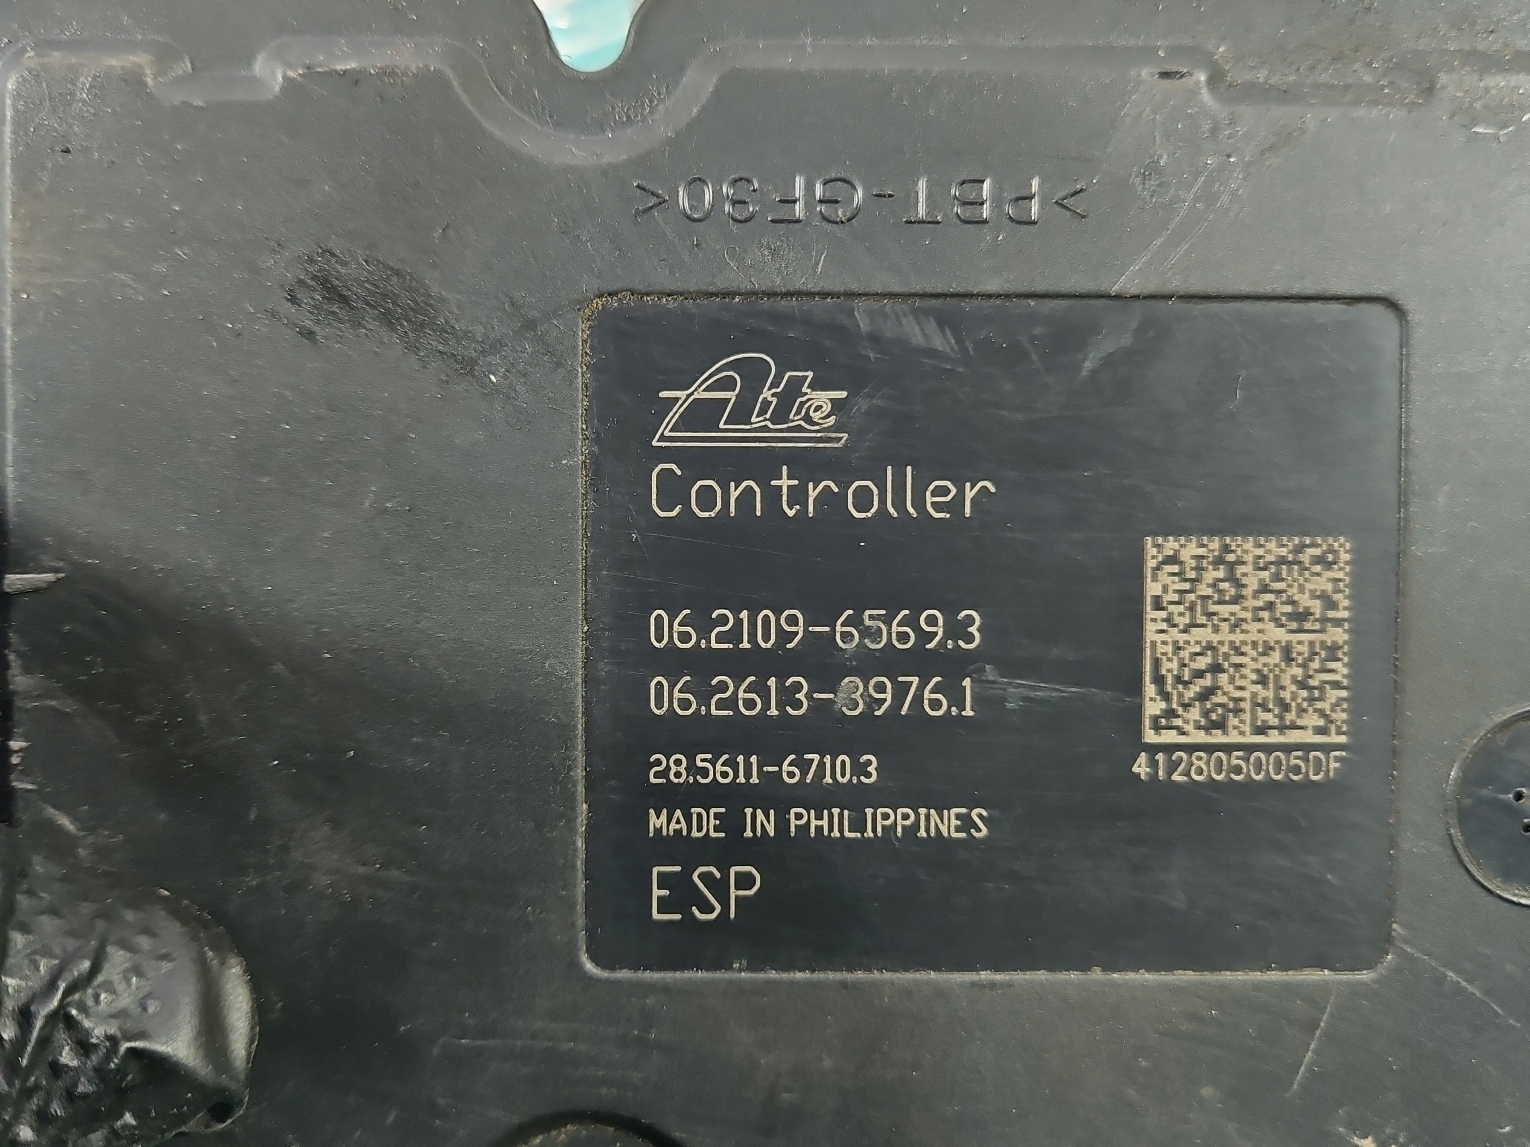 >PBT-GF30<
Ate
Controller
06.2109-6569.3
06.2613-3976.1
28.5611-6710.3
412805005DF
MADE IN PHILIPPINES
ESP